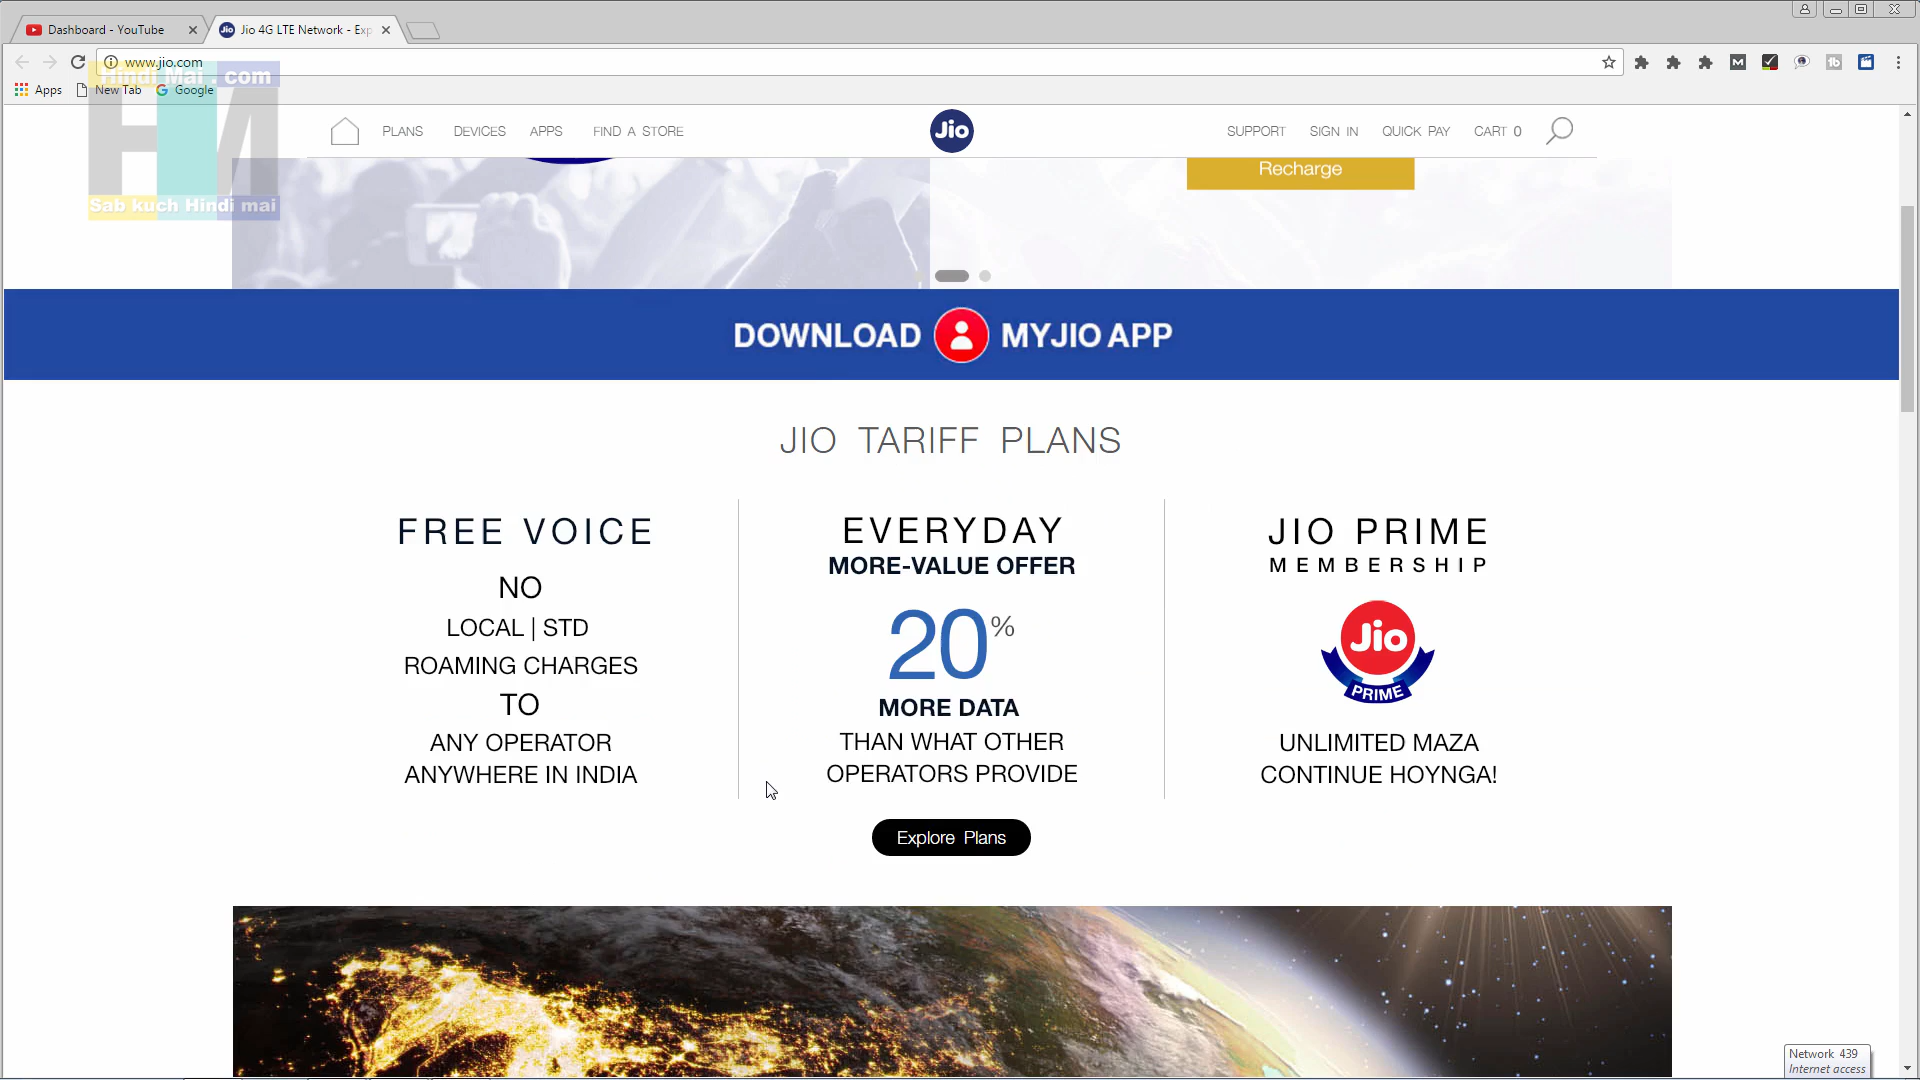 Dashboard - YouTube
Jio 4G LTE Network - Exp
www.jio.com
Apps
New Tab
Google
Hindi Mai . com
HM
Sab kuch Hindi mai
PLANS
DEVICES
APPS
FIND A STORE
Jio
SUPPORT
SIGN IN
QUICK PAY
CART 0
Recharge
DOWNLOAD MYJIO APP
JIO TARIFF PLANS
FREE VOICE
NO
LOCAL | STD
ROAMING CHARGES
TO
ANY OPERATOR
ANYWHERE IN INDIA
EVERYDAY
MORE-VALUE OFFER
20%
MORE DATA
THAN WHAT OTHER
OPERATORS PROVIDE
JIO PRIME
MEMBERSHIP
Jio
PRIME
UNLIMITED MAZA
CONTINUE HOYNGA!
Explore Plans
Network 439
Internet access